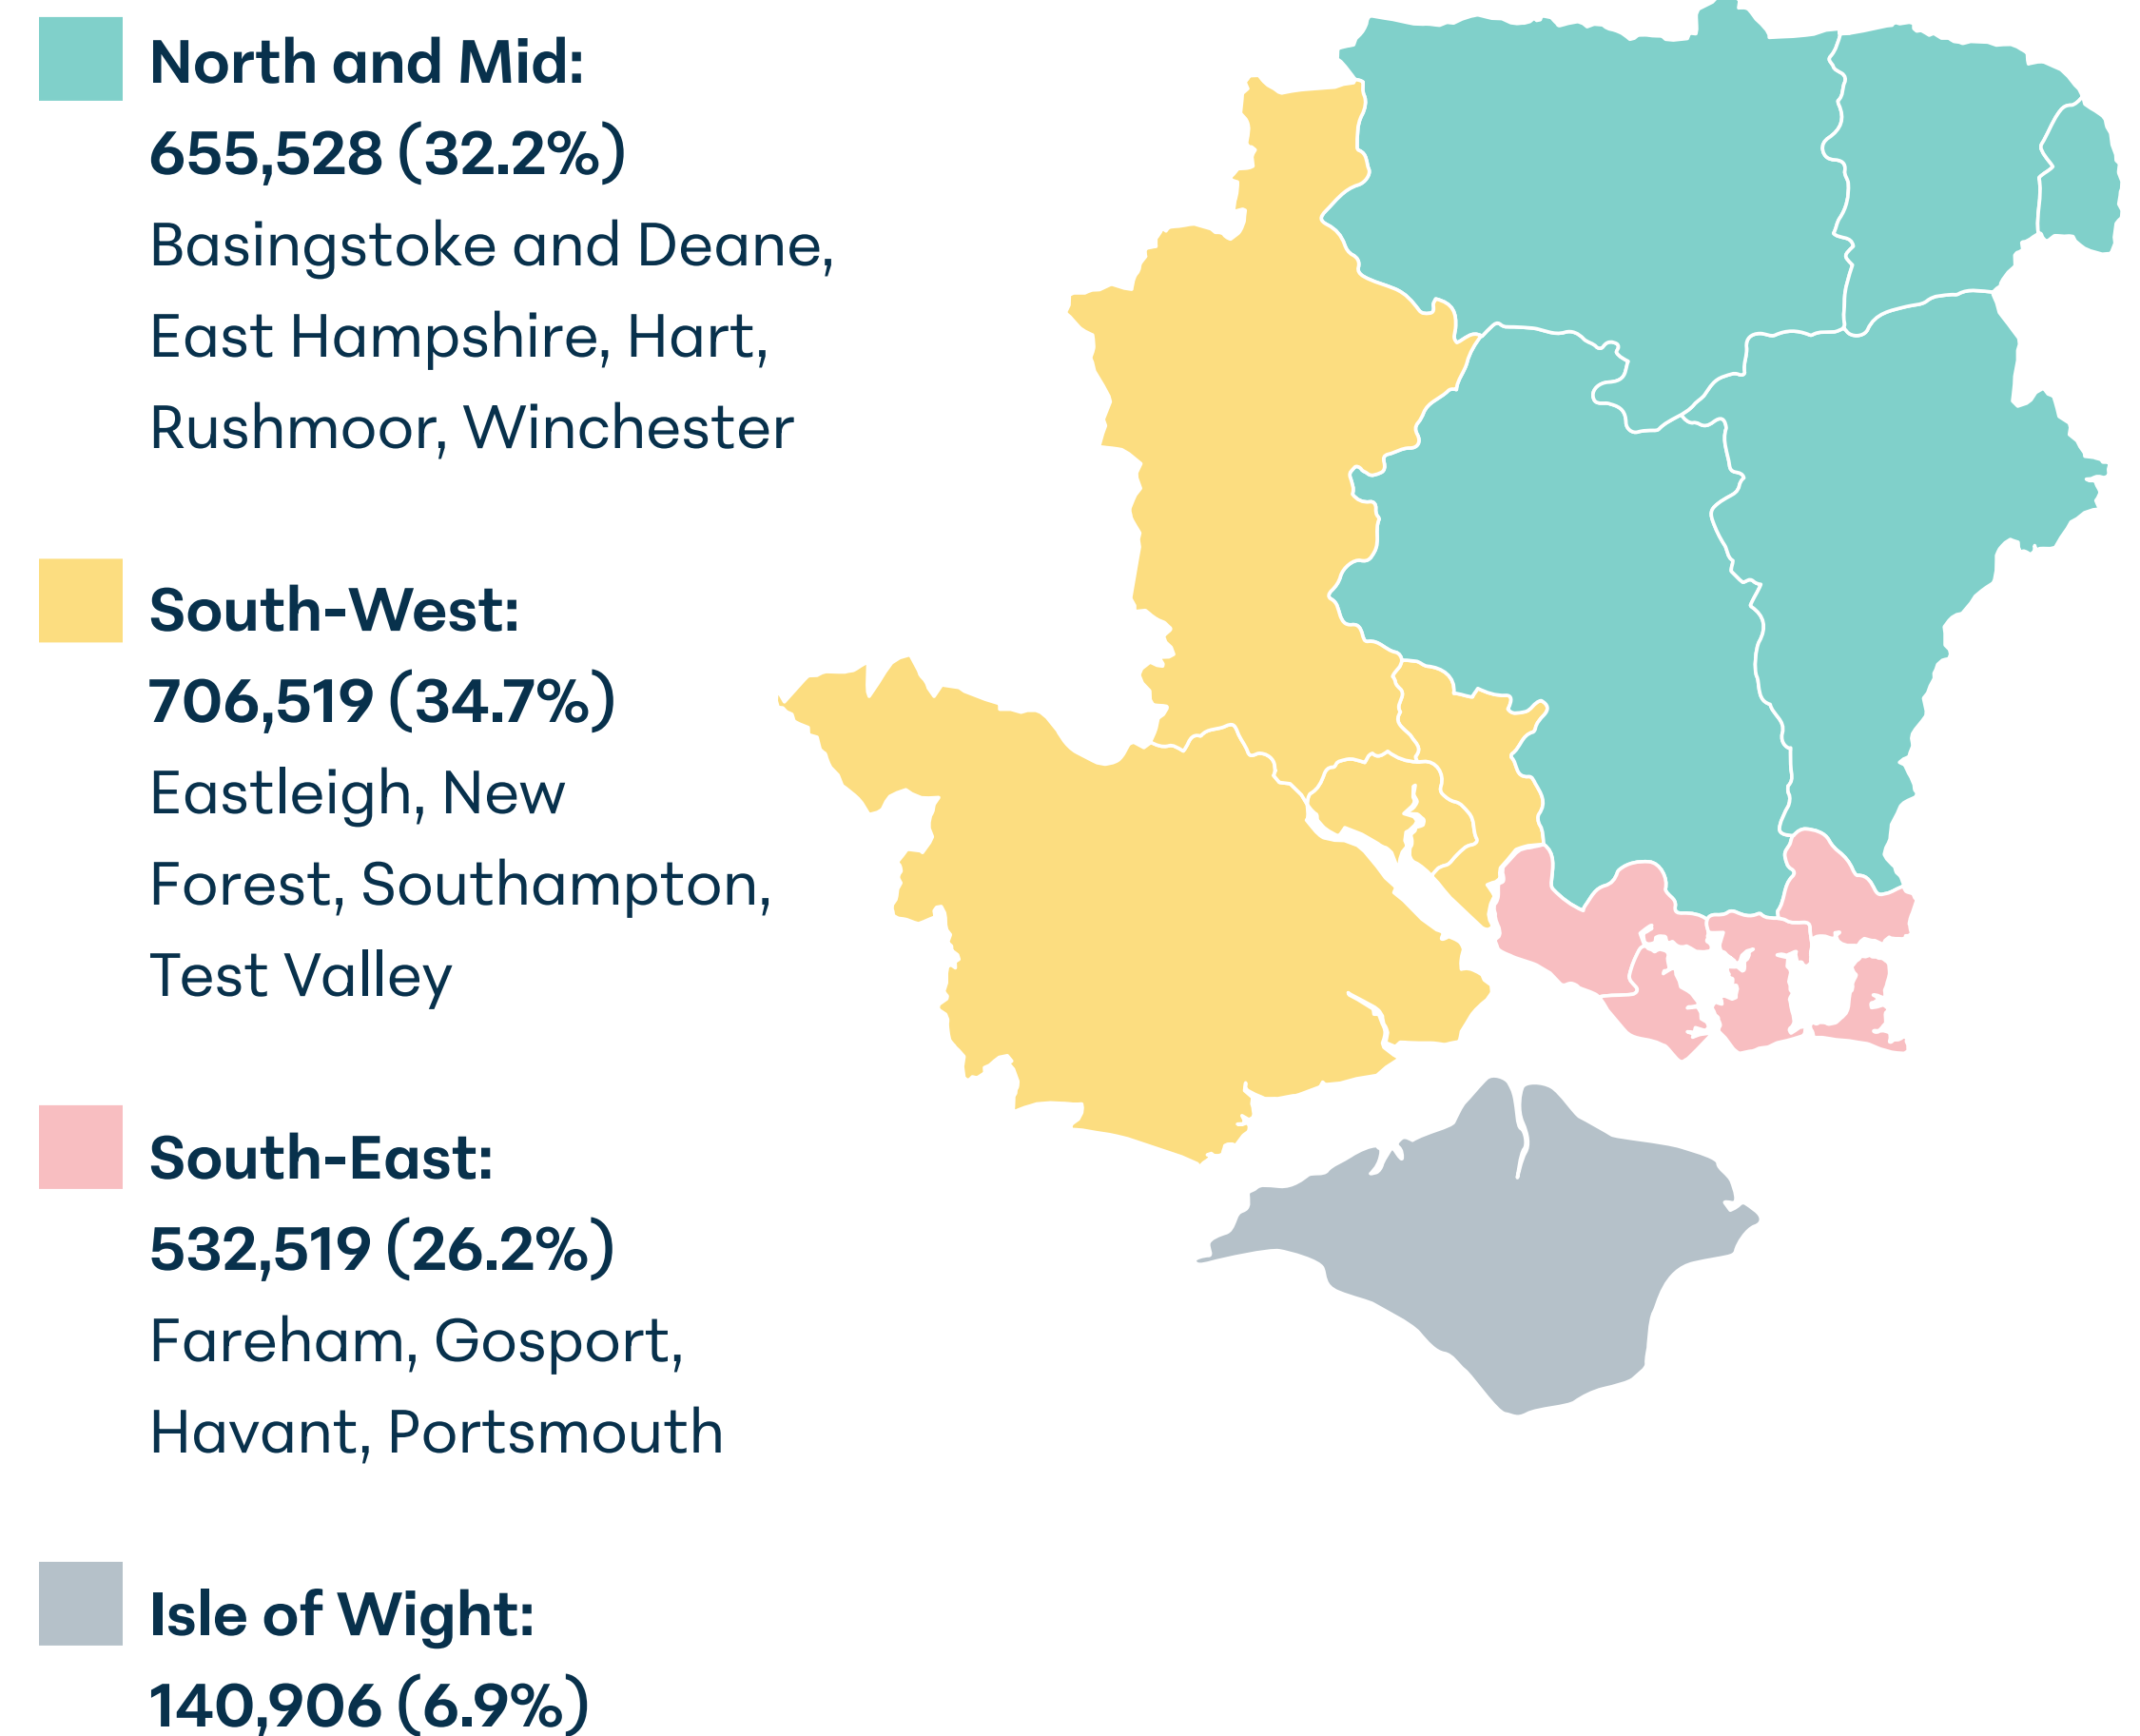 North and Mid:
655,528 (32.2%)
Basingstoke and Deane,
East Hampshire, Hart,
Rushmoor, Winchester
South-West:
706,519 (34.7%)
Eastleigh, New
Forest, Southampton,
Test Valley
South-East:
532,519 (26.2%)
Fareham, Gosport,
Havant, Portsmouth
Isle of Wight:
140,906 (6.9%)